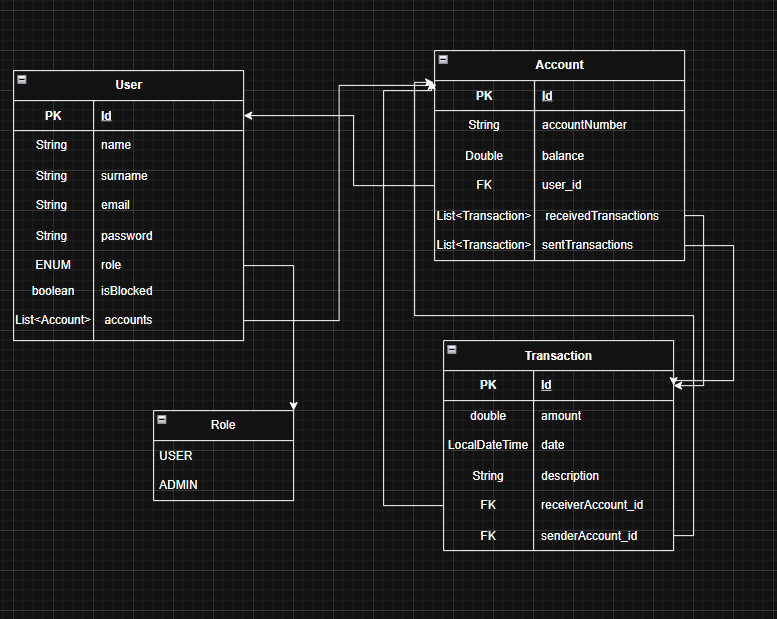 User
PK Id
String name
String surname
String email
String password
ENUM role
boolean isBlocked
List<Account> accounts
Account
PK Id
String accountNumber
Double balance
FK user_id
List<Transaction> receivedTransactions
List<Transaction> sentTransactions
Role
USER
ADMIN
Transaction
PK Id
double amount
LocalDateTime date
String description
FK receiverAccount_id
FK senderAccount_id